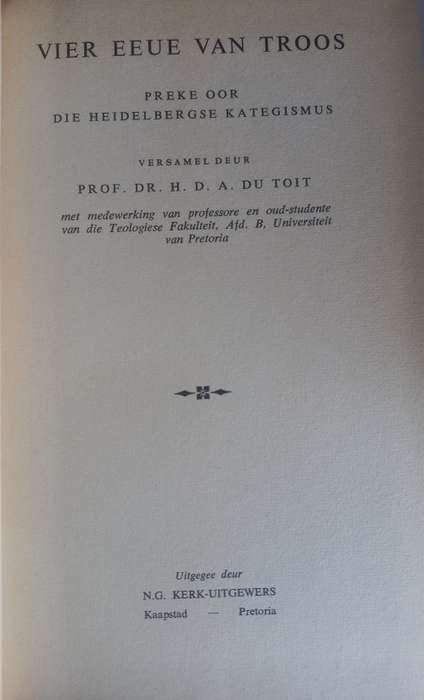 VIER EEUE VAN TROOS
PREKE OOR
DIE HEIDELBERGSE KATEGISMUS
VERSAMEL DEUR
PROF. DR. H. D. A. DU TOIT
met medewerking van professore en oud-studente
van die Teologiese Fakulteit, Afd. B, Universiteit
van Pretoria
Uitgegee deur
N.G. KERK-UITGEWERS
Kaapstad — Pretoria